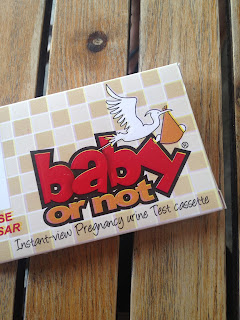 baby®
or not
Instant-view Pregnancy urine Test cassette
SE
SAR